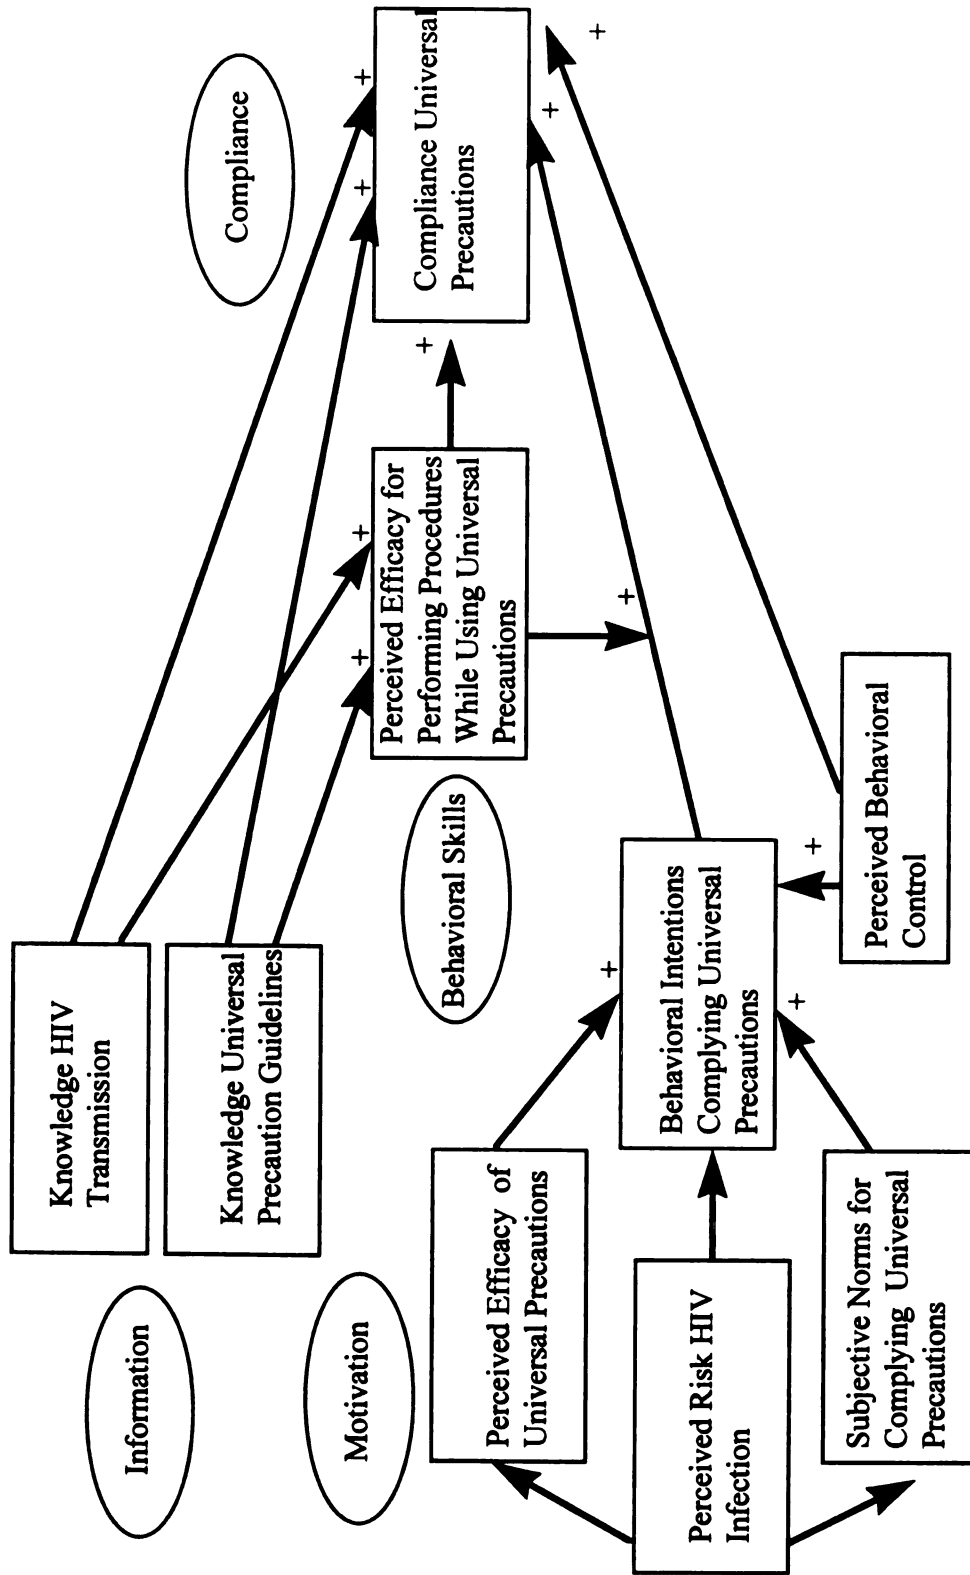 Information
Knowledge HIV
Transmission
Knowledge Universal
Precaution Guidelines
Compliance
Compliance Universal
Precautions
Motivation
Perceived Efficacy of
Universal Precautions
Behavioral Skills
Perceived Efficacy for
Performing Procedures
While Using Universal
Precautions
Perceived Risk HIV
Infection
Behavioral Intentions
Complying Universal
Precautions
Subjective Norms for
Complying Universal
Precautions
Perceived Behavioral
Control
+
+
+
+
+
+
+
+
+
+
+
+